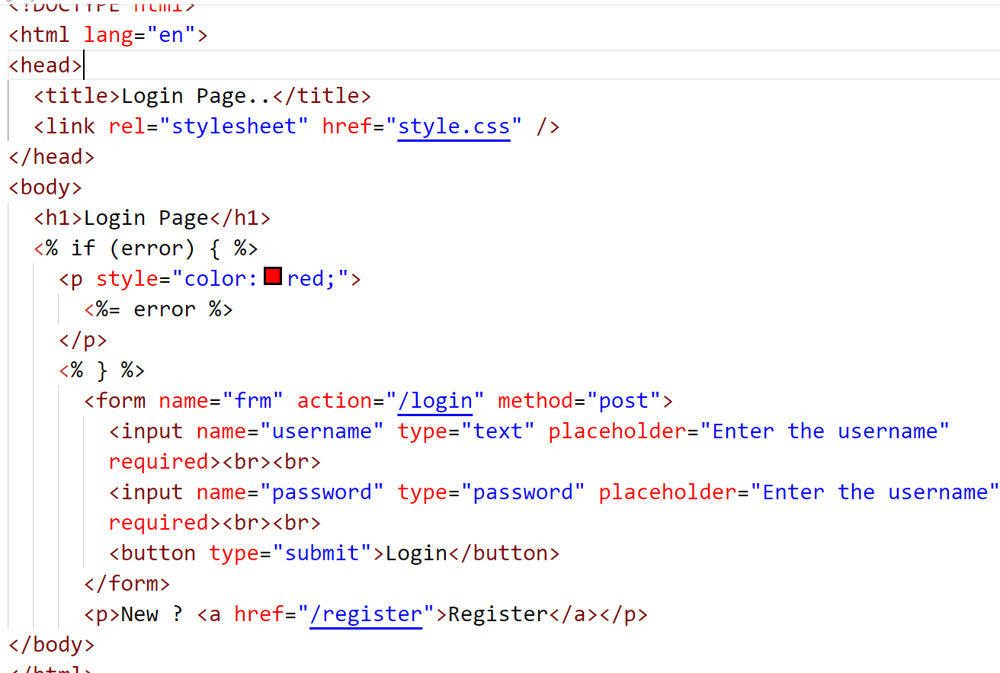 <!DOCTYPE html>
<html lang="en">
<head>
<title>Login Page..</title>
<link rel="stylesheet" href="style.css" />
</head>
<body>
<h1>Login Page</h1>
<% if (error) { %>
<p style="color:red;">
<%= error %>
</p>
<% } %>
<form name="frm" action="/login" method="post">
<input name="username" type="text" placeholder="Enter the username"
required><br><br>
<input name="password" type="password" placeholder="Enter the username"
required><br><br>
<button type="submit">Login</button>
</form>
<p>New ? <a href="/register">Register</a></p>
</body>
</html>